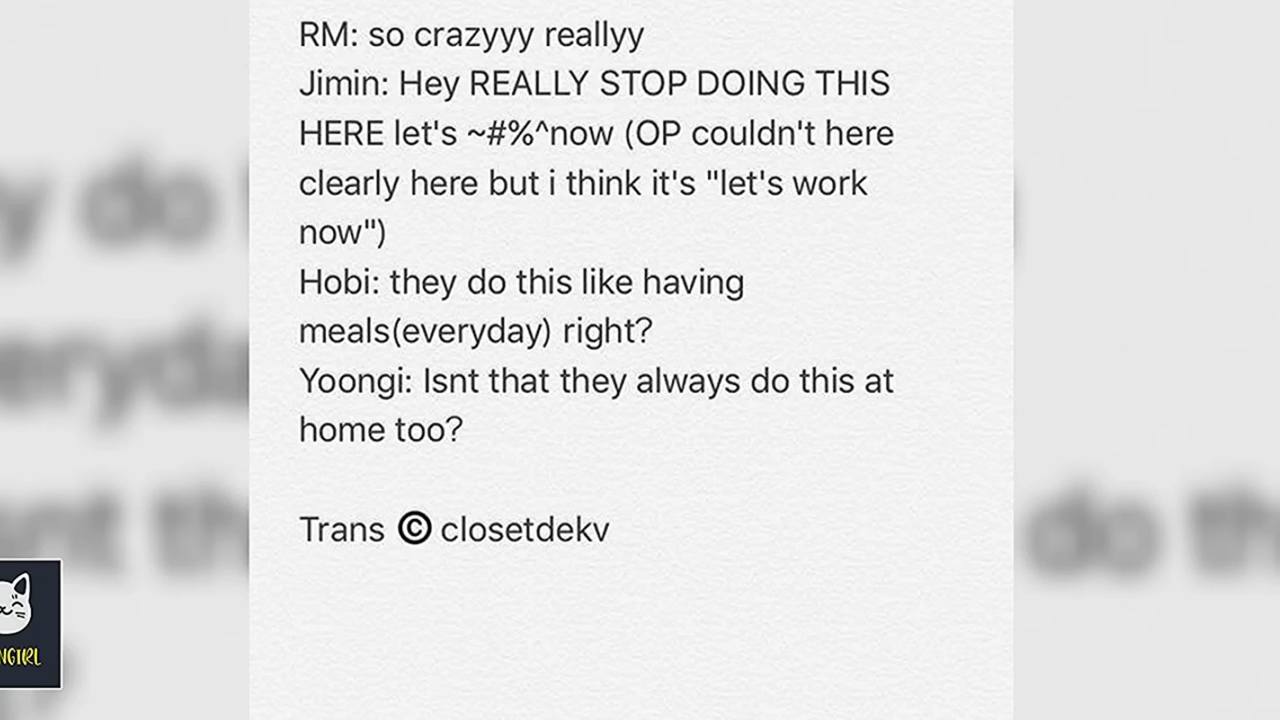 RM: so crazyyy reallyy
Jimin: Hey REALLY STOP DOING THIS
HERE let's ~#%^now (OP couldn't here
clearly here but i think it's "let's work
now")
Hobi: they do this like having
meals(everyday) right?
Yoongi: Isnt that they always do this at
home too?
Trans © closetdekv
NGIRL